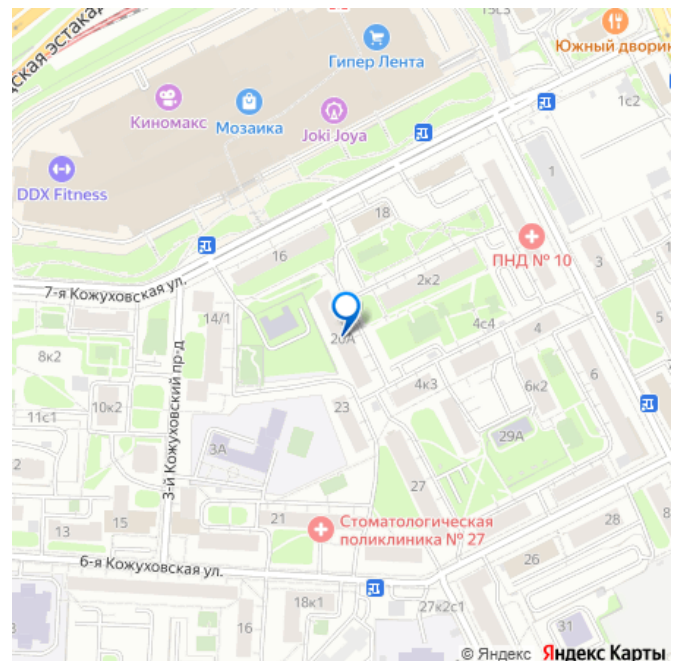 15с3
Южный дворик
ская эстакада
Гипер Лента
1с2
Киномакс
Мозаика
Joki Joya
DDX Fitness
1
18
ПНД № 10
16
3
2к2
7-я Кожуховская ул.
14/1
5
4с4
4
20А
8к2
3-й Кожуховский пр-д
4к3
6к2
6
10к2
23
11с1
29А
3А
2
27
15
21
Стоматологическая
поликлиника № 27
28
8
13
26
6-я Кожуховская ул.
18к1
27к2с1
16
31
3
© Яндекс Яндекс Карты